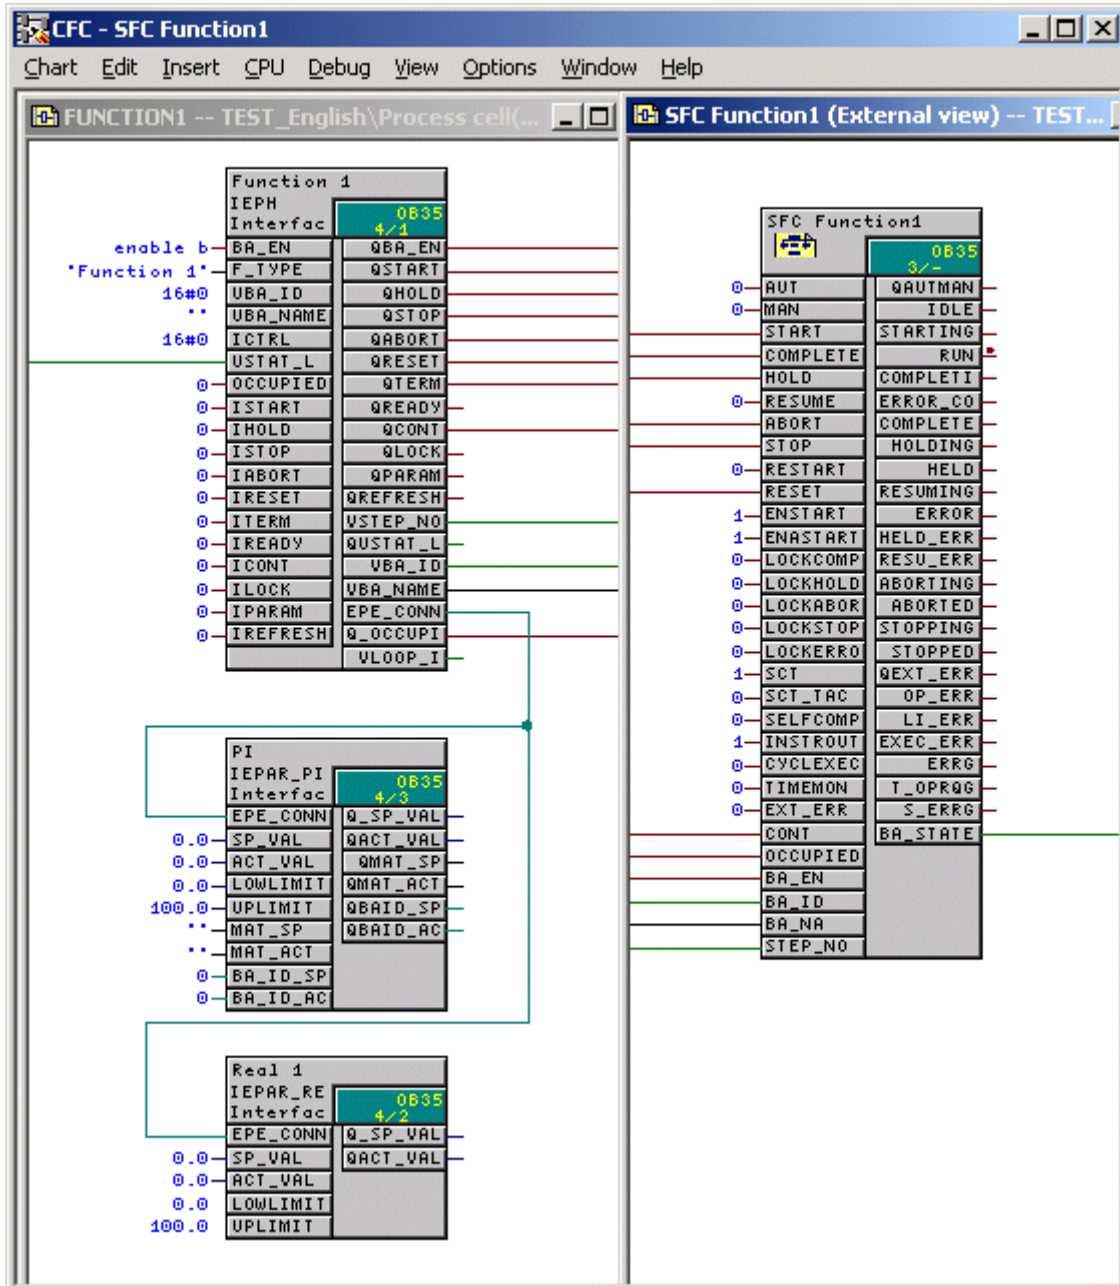 CFC - SFC Function1
Chart Edit Insert CPU Debug View Options Window Help
FUNCTION1 -- TEST_English\Process cell(...
Function 1
IEPH
Interfac
OB35
4/1
enable b BA_EN QBA_EN
"Function 1" F_TYPE QSTART
16#0 UBA_ID QHOLD
'' UBA_NAME QSTOP
16#0 ICTRL QABORT
USTAT_L QRESET
0 OCCUPIED QTERM
0 ISTART QREADY
0 IHOLD QCONT
0 ISTOP QLOCK
0 IABORT QPARAM
0 IRESET QREFRESH
0 ITERM VSTEP_NO
0 IREADY QUSTAT_L
0 ICONT VBA_ID
0 ILOCK VBA_NAME
0 IPARAM EPE_CONN
0 IREFRESH Q_OCCUPI
VLOOP_I
PI
IEPAR_PI
Interfac
OB35
4/3
EPE_CONN Q_SP_VAL
0.0 SP_VAL QACT_VAL
0.0 ACT_VAL QMAT_SP
0.0 LOWLIMIT QMAT_ACT
100.0 UPLIMIT QBAID_SP
'' MAT_SP QBAID_AC
'' MAT_ACT
0 BA_ID_SP
0 BA_ID_AC
Real 1
IEPAR_RE
Interfac
OB35
4/2
EPE_CONN Q_SP_VAL
0.0 SP_VAL QACT_VAL
0.0 ACT_VAL
0.0 LOWLIMIT
100.0 UPLIMIT
SFC Function1 (External view) -- TEST...
SFC Function1
OB35
3/-
0 AUT QAUTMAN
0 MAN IDLE
START STARTING
COMPLETE RUN
HOLD COMPLETI
0 RESUME ERROR_CO
ABORT COMPLETE
STOP HOLDING
0 RESTART HELD
RESET RESUMING
1 ENSTART ERROR
1 ENASTART HELD_ERR
0 LOCKCOMP RESU_ERR
0 LOCKHOLD ABORTING
0 LOCKABOR ABORTED
0 LOCKSTOP STOPPING
0 LOCKERRO STOPPED
1 SCT QEXT_ERR
0 SCT_TAC OP_ERR
0 SELFCOMP LI_ERR
1 INSTROUT EXEC_ERR
0 CYCLEXEC ERRG
0 TIMEMON T_OPRQG
0 EXT_ERR S_ERRG
CONT BA_STATE
OCCUPIED
BA_EN
BA_ID
BA_NA
STEP_NO